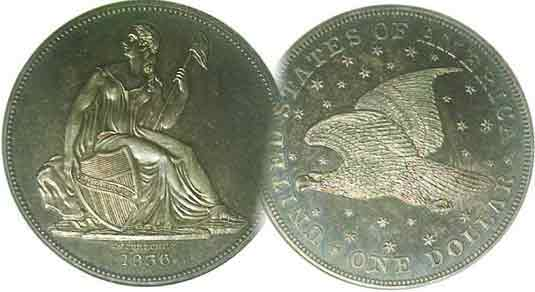 1836
UNITED STATES OF AMERICA
ONE DOLLAR